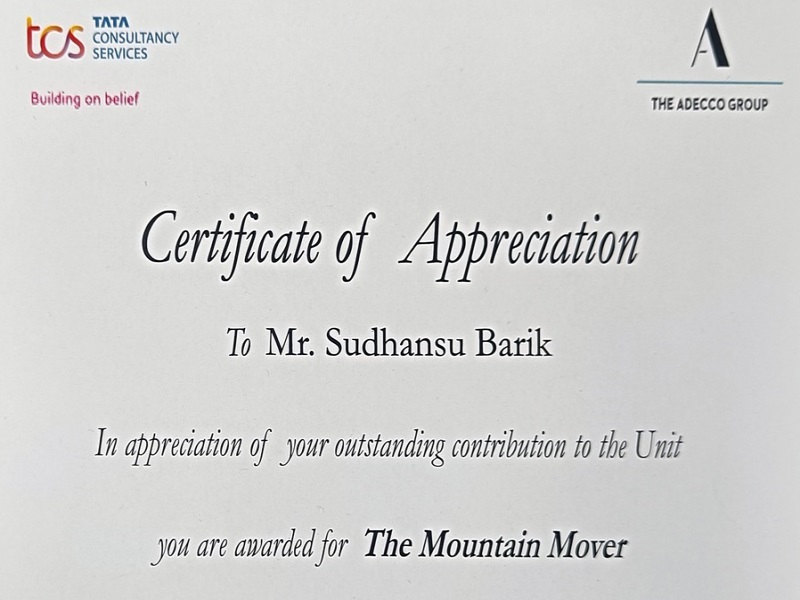 tcs TATA
CONSULTANCY
SERVICES
Building on belief
A
THE ADECCO GROUP
Certificate of Appreciation
To Mr. Sudhansu Barik
In appreciation of your outstanding contribution to the Unit
you are awarded for The Mountain Mover